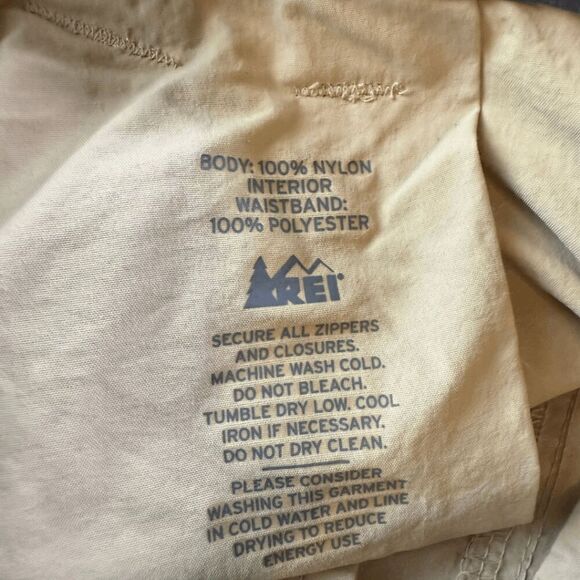 BODY: 100% NYLON
INTERIOR
WAISTBAND:
100% POLYESTER
REI®
SECURE ALL ZIPPERS
AND CLOSURES.
MACHINE WASH COLD.
DO NOT BLEACH.
TUMBLE DRY LOW. COOL
IRON IF NECESSARY.
DO NOT DRY CLEAN.
PLEASE CONSIDER
WASHING THIS GARMENT
IN COLD WATER AND LINE
DRYING TO REDUCE
ENERGY USE